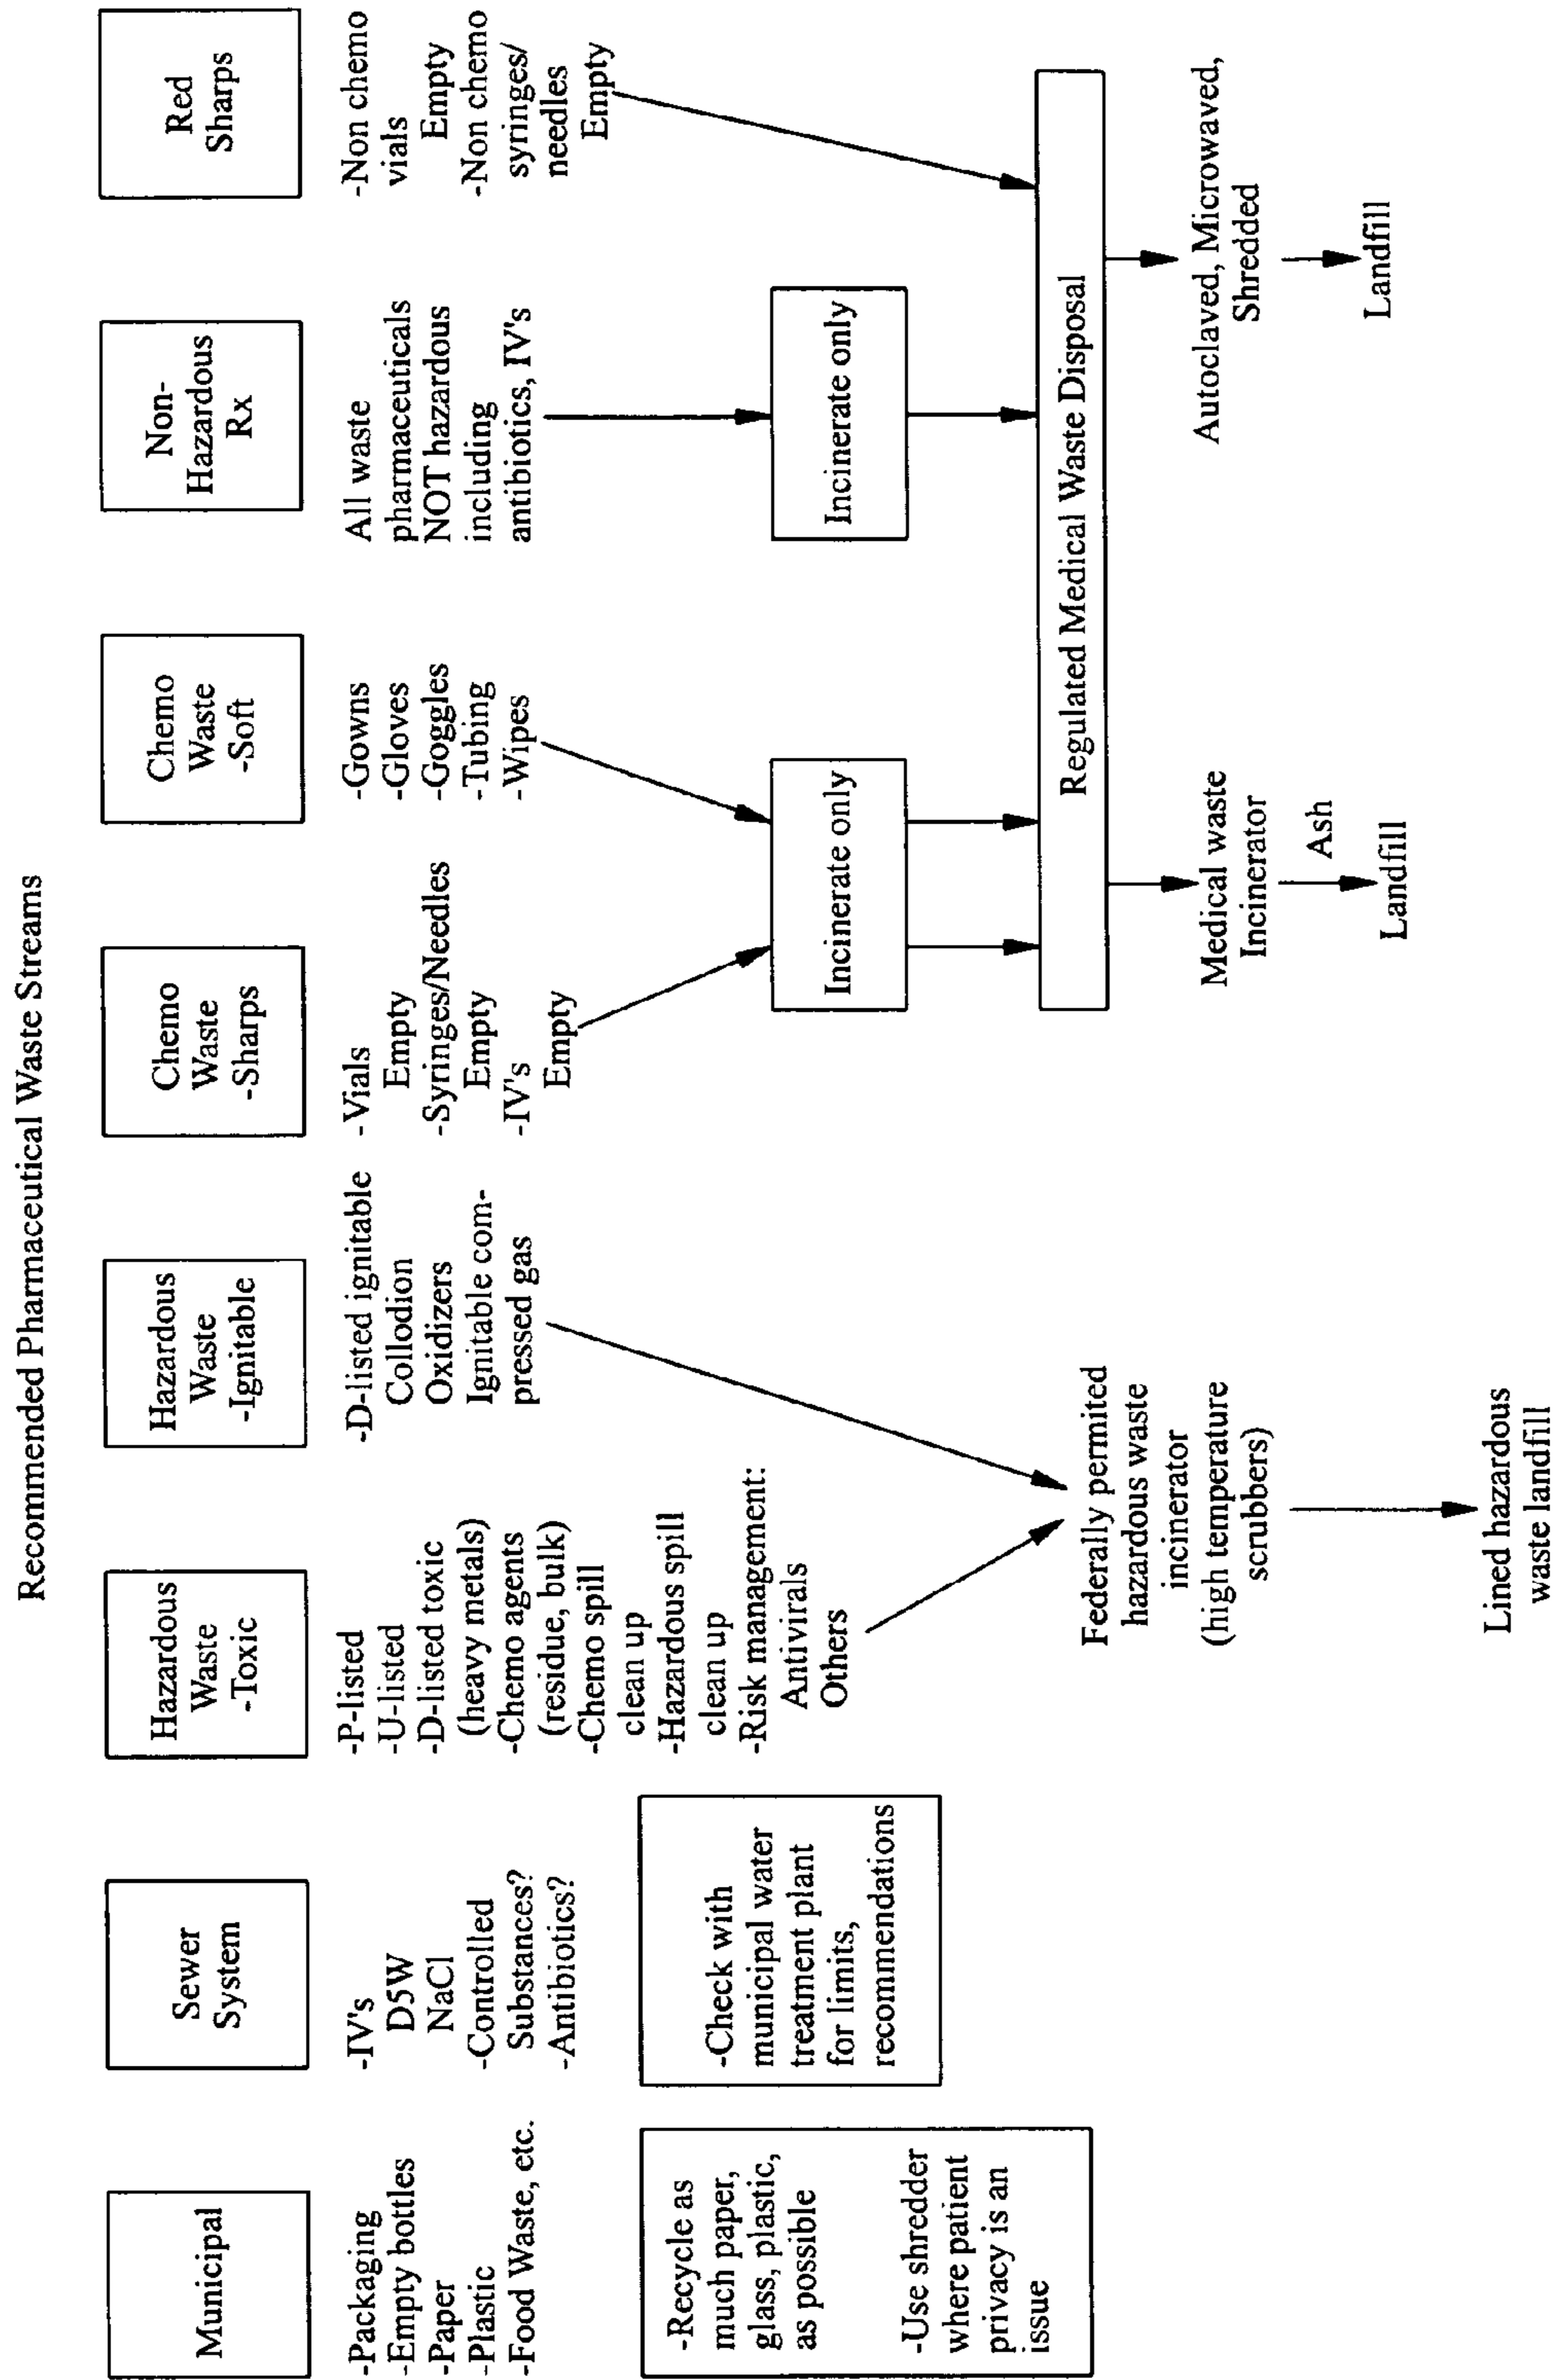 Recommended Pharmaceutical Waste Streams
Municipal
-Packaging
-Empty bottles
-Paper
-Plastic
-Food Waste, etc.
-Recycle as
much paper,
glass, plastic,
as possible
-Use shredder
where patient
privacy is an
issue
Sewer
System
-IV's
D5W
NaCl
-Controlled
Substances?
-Antibiotics?
-Check with
municipal water
treatment plant
for limits,
recommendations
Hazardous
Waste
-Toxic
-P-listed
-U-listed
-D-listed toxic
(heavy metals)
-Chemo agents
(residue, bulk)
-Chemo spill
clean up
-Hazardous spill
clean up
-Risk management:
Antivirals
Others
Hazardous
Waste
-Ignitable
-D-listed ignitable
Collodion
Oxidizers
Ignitable com-
pressed gas
Federally permited
hazardous waste
incinerator
(high temperature
scrubbers)
Lined hazardous
waste landfill
Chemo
Waste
-Sharps
-Vials
Empty
-Syringes/Needles
Empty
-IV's
Empty
Chemo
Waste
-Soft
-Gowns
-Gloves
-Goggles
-Tubing
-Wipes
Incinerate only
Non-
Hazardous
Rx
All waste
pharmaceuticals
NOT hazardous
including
antibiotics, IV's
Incinerate only
Red
Sharps
-Non chemo
vials
Empty
-Non chemo
syringes/
needles
Empty
Regulated Medical Waste Disposal
Medical waste
Incinerator
Ash
Landfill
Autoclaved, Microwaved,
Shredded
Landfill